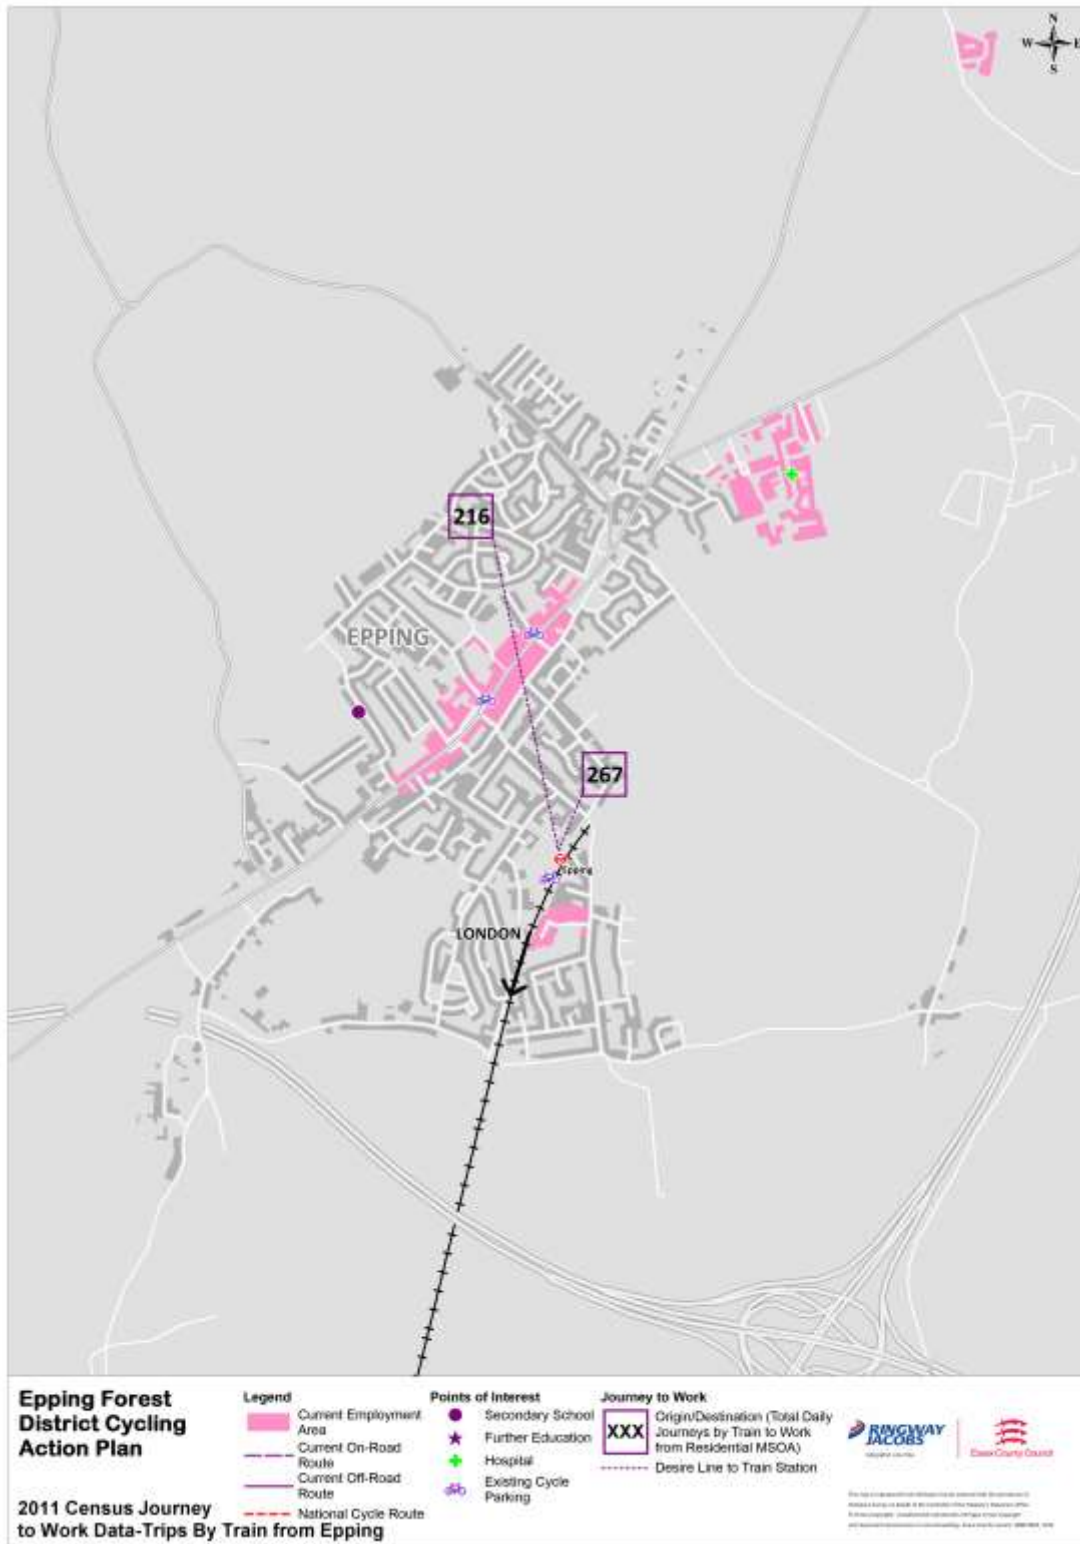 N
W E
S
216
EPPING
267
Epping
LONDON
Epping Forest
District Cycling
Action Plan
2011 Census Journey
to Work Data-Trips By Train from Epping
Legend
Current Employment
Area
Current On-Road
Route
Current Off-Road
Route
National Cycle Route
Points of Interest
Secondary School
Further Education
Hospital
Existing Cycle
Parking
Journey to Work
XXX
Origin/Destination (Total Daily
Journeys by Train to Work
from Residential MSOA)
Desire Line to Train Station
RINGWAY
JACOBS
Essex County Council